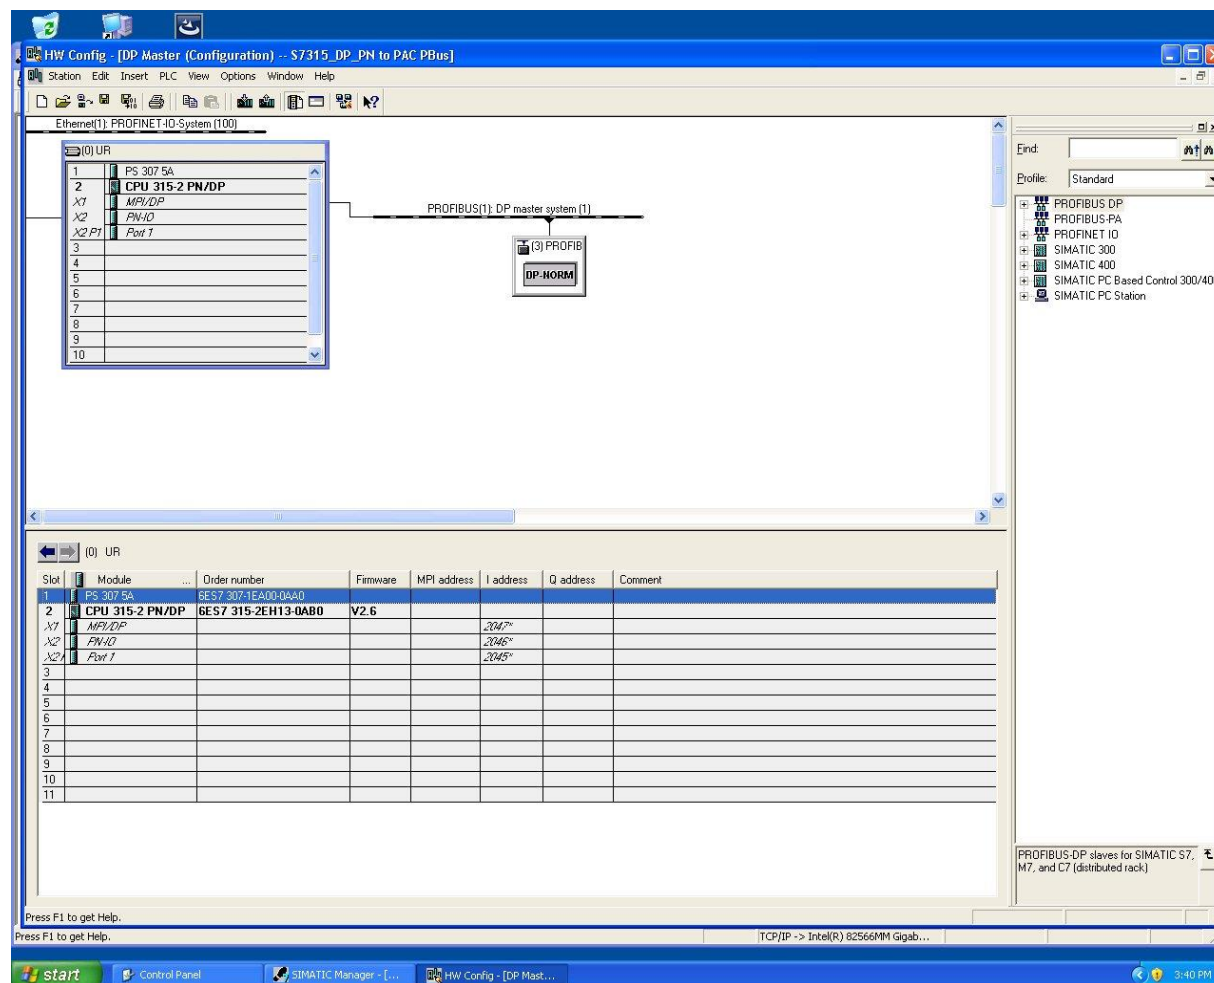 HW Config - [DP Master (Configuration) -- S7315_DP_PN to PAC PBus]
Station Edit Insert PLC View Options Window Help
Ethernet(1): PROFINET-IO-System (100)
(0) UR
1 PS 307 5A
2 CPU 315-2 PN/DP
X1 MPI/DP
X2 PN-IO
X2 P1 Port 1
3
4
5
6
7
8
9
10
PROFIBUS(1): DP master system (1)
(3) PROFIB
DP-NORM
Find:
Profile: Standard
PROFIBUS DP
PROFIBUS-PA
PROFINET IO
SIMATIC 300
SIMATIC 400
SIMATIC PC Based Control 300/40
SIMATIC PC Station
(0) UR
Slot Module ... Order number Firmware MPI address I address Q address Comment
1 PS 307 5A 6ES7 307-1EA00-0AA0
2 CPU 315-2 PN/DP 6ES7 315-2EH13-0AB0 V2.6
X1 MPI/DP 2047*
X2 PN-IO 2046*
X2 Port 1 2045*
3
4
5
6
7
8
9
10
11
PROFIBUS-DP slaves for SIMATIC S7,
M7, and C7 (distributed rack)
Press F1 to get Help.
Press F1 to get Help. TCP/IP -> Intel(R) 82566MM Gigab...
start Control Panel SIMATIC Manager - [... HW Config - [DP Mast... 3:40 PM